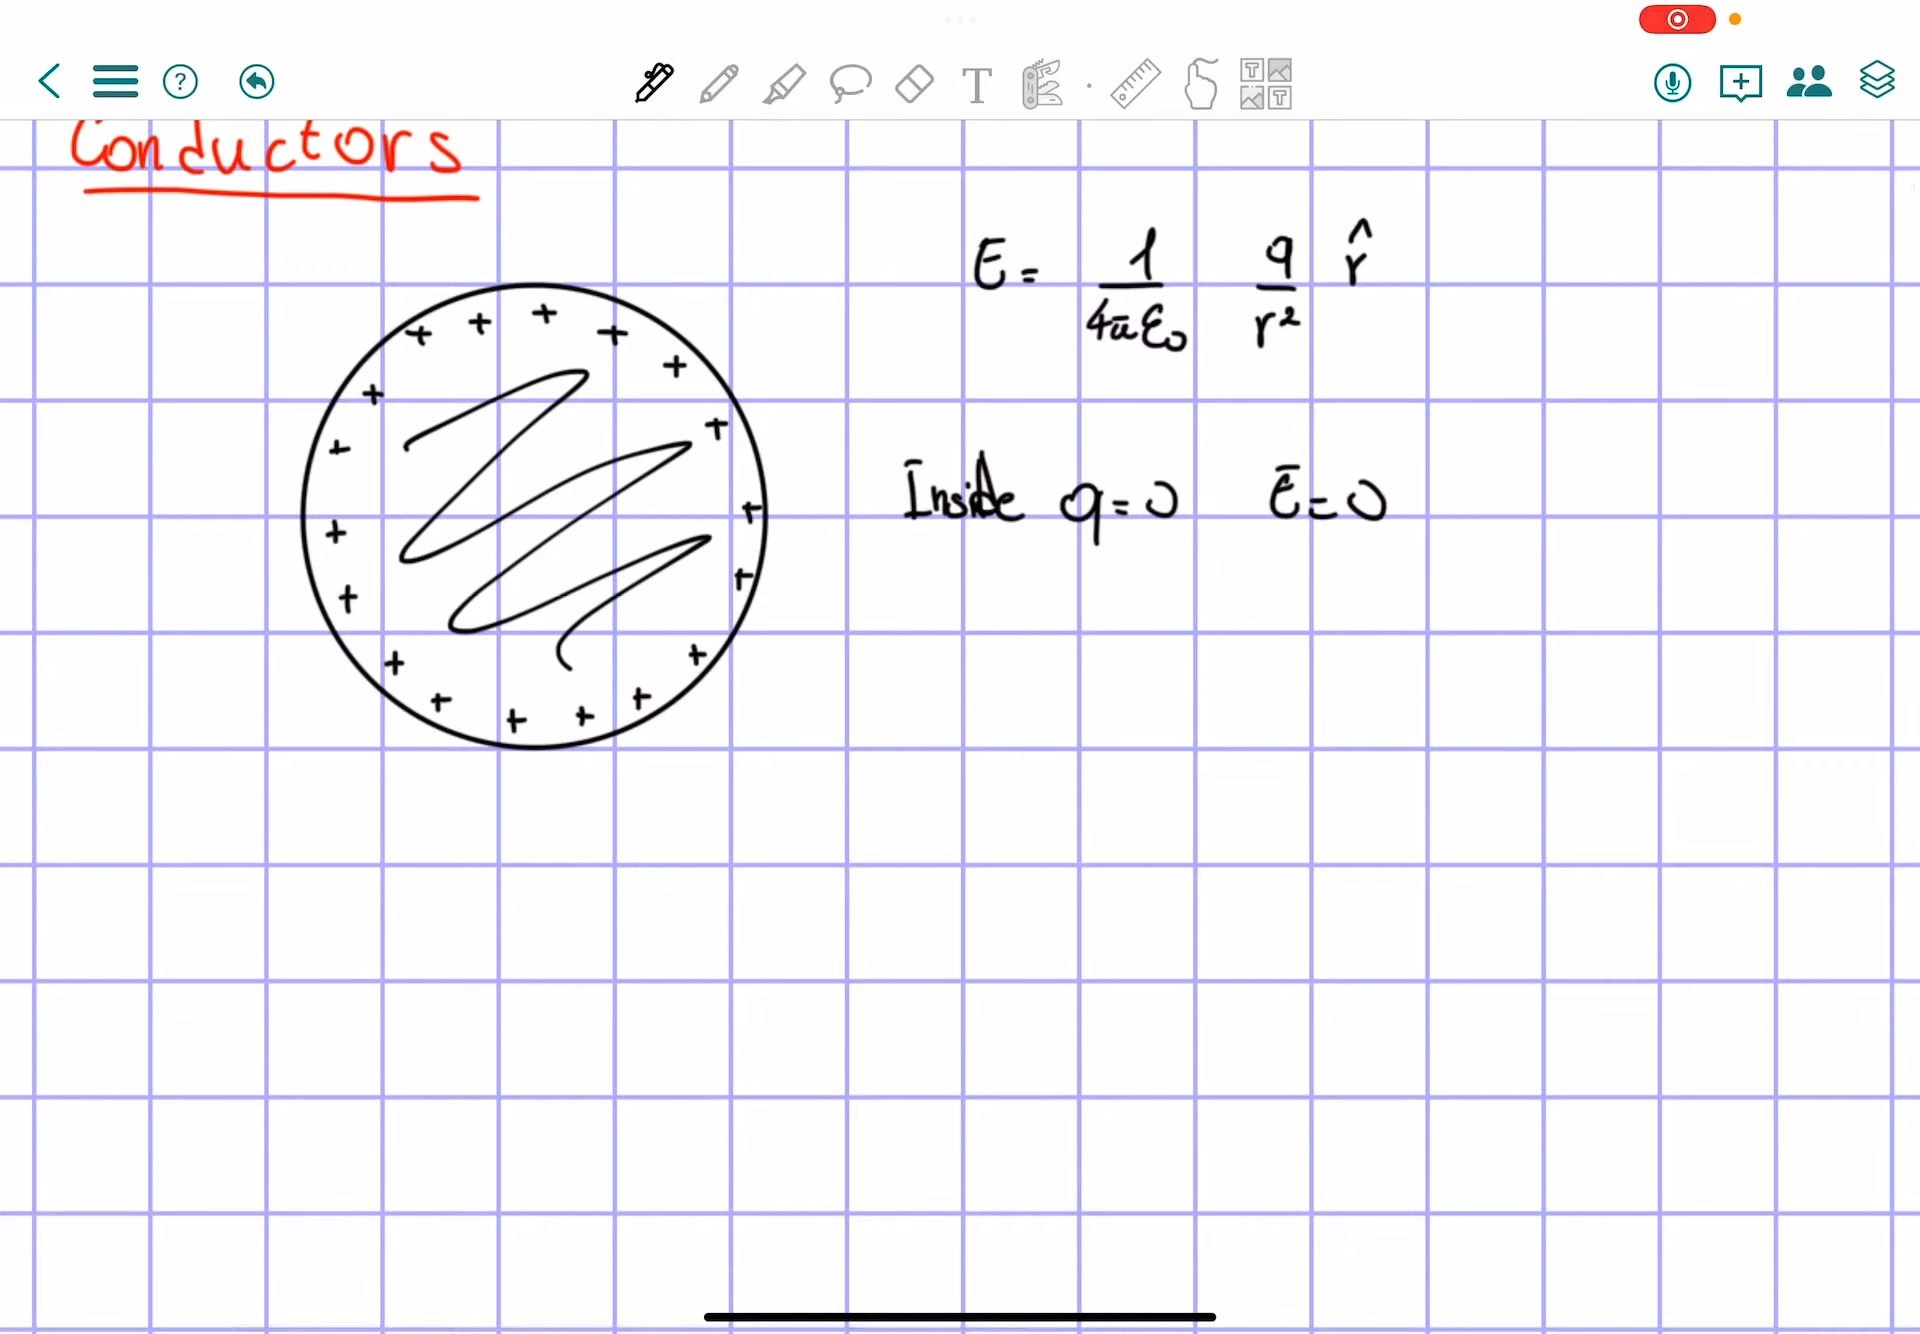 Conductors
E = 1/4πε₀ q/r² r̂
Inside q = 0 E̅ = 0